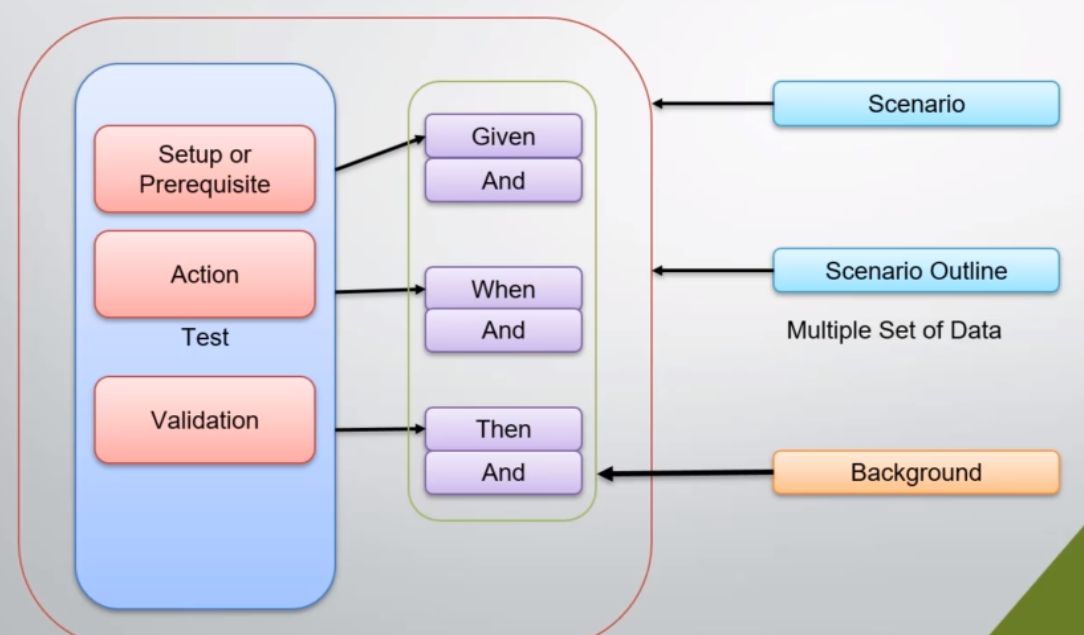 Setup or
Prerequisite
Action
Test
Validation
Given
And
When
And
Then
And
Scenario
Scenario Outline
Multiple Set of Data
Background